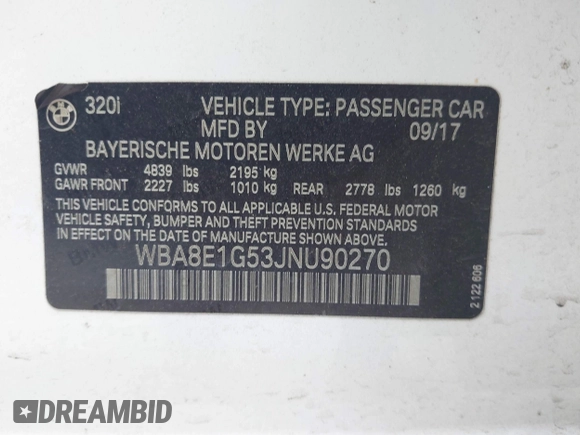 BMW 320i VEHICLE TYPE: PASSENGER CAR
MFD BY 09/17
BAYERISCHE MOTOREN WERKE AG
GVWR 4839 lbs 2195 kg
GAWR FRONT 2227 lbs 1010 kg REAR 2778 lbs 1260 kg
THIS VEHICLE CONFORMS TO ALL APPLICABLE U.S. FEDERAL MOTOR
VEHICLE SAFETY, BUMPER AND THEFT PREVENTION
STANDARDS IN EFFECT ON THE DATE OF MANUFACTURE SHOWN ABOVE.
WBA8E1G53JNU90270
2 122 606
DREAMBID